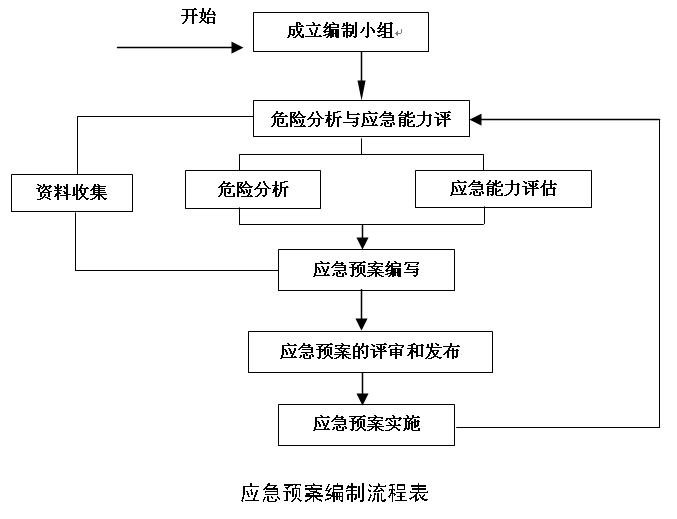 开始
成立编制小组
危险分析与应急能力评
资料收集
危险分析
应急能力评估
应急预案编写
应急预案的评审和发布
应急预案实施
应急预案编制流程表